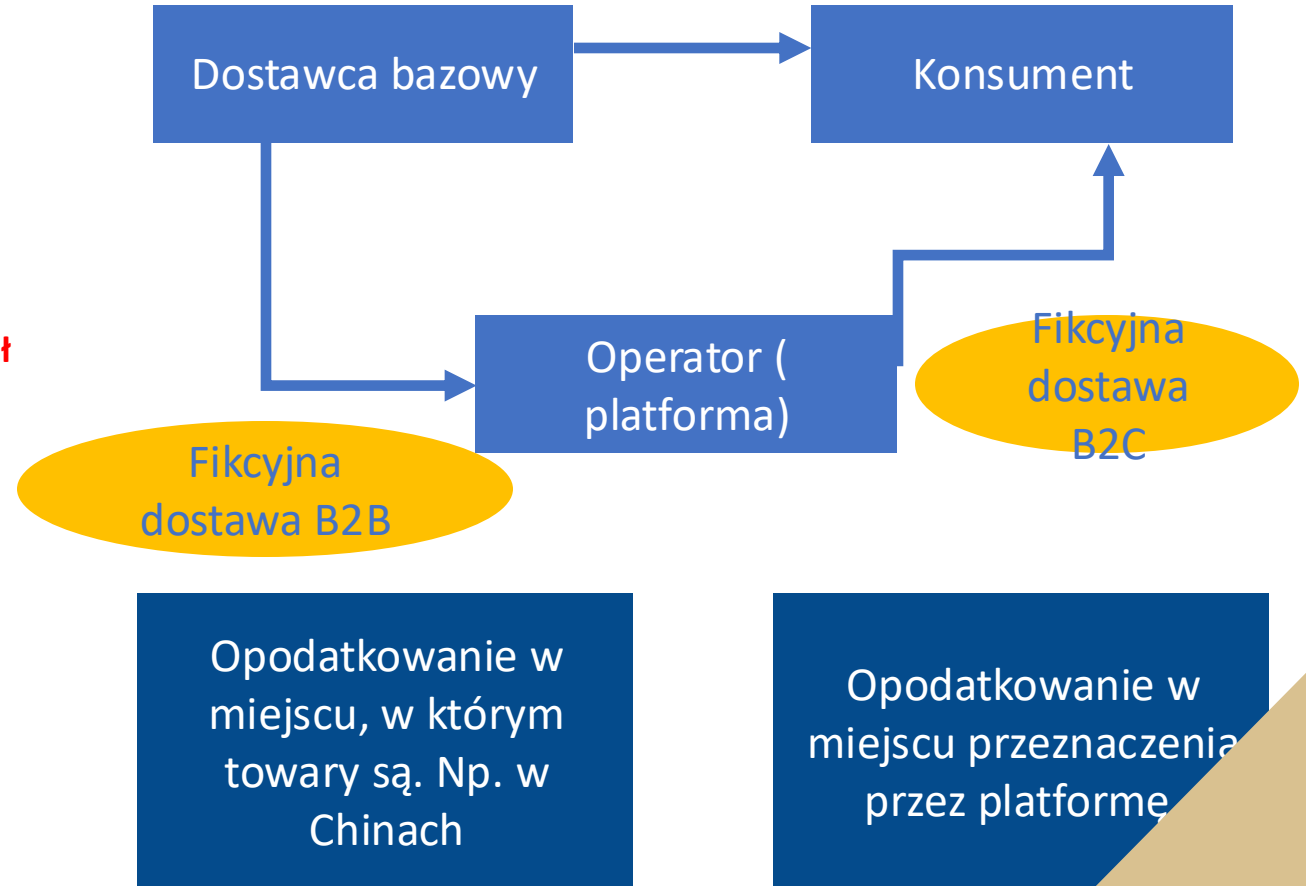 Dostawca bazowy
Konsument
ł
Operator (
platforma)
Fikcyjna
dostawa
B2C
Fikcyjna
dostawa B2B
Opodatkowanie w
miejscu, w którym
towary są. Np. w
Chinach
Opodatkowanie w
miejscu przeznaczenia
przez platformę